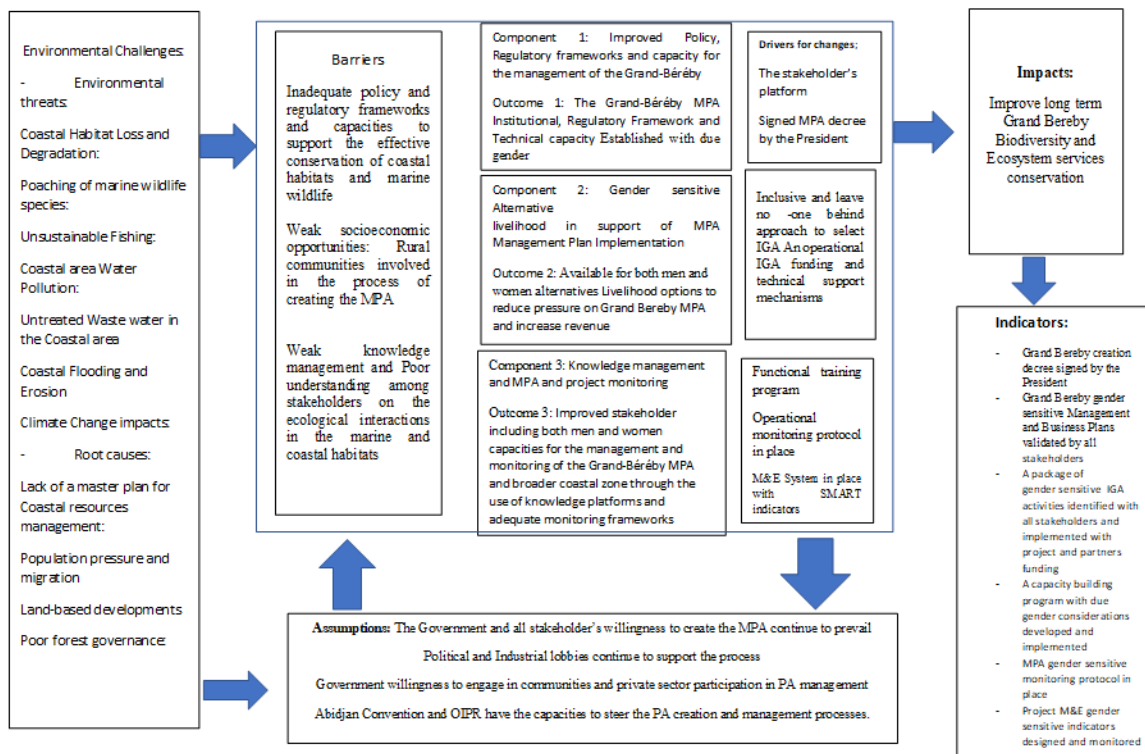 Environmental Challenges:
- Environmental
threats:
Coastal Habitat Loss and
Degradation:
Poaching of marine wildlife
species:
Unsustainable Fishing:
Coastal area Water
Pollution:
Untreated Waste water in
the Coastal area
Coastal Flooding and
Erosion
Climate Change impacts:
- Root causes:
Lack of a master plan for
Coastal resources
management:
Population pressure and
migration
Land-based developments
Poor forest governance:
Barriers
Inadequate policy and
regulatory frameworks
and capacities to
support the effective
conservation of coastal
habitats and marine
wildlife
Weak socioeconomic
opportunities: Rural
communities involved
in the process of
creating the MPA
Weak knowledge
management and Poor
understanding among
stakeholders on the
ecological interactions
in the marine and
coastal habitats
Component 1: Improved Policy,
Regulatory frameworks and capacity for
the management of the Grand-Béréby
Outcome 1: The Grand-Béréby MPA
Institutional, Regulatory Framework and
Technical capacity Established with due
gender
Component 2: Gender sensitive
Alternative
livelihood in support of MPA
Management Plan Implementation
Outcome 2: Available for both men and
women alternatives Livelihood options to
reduce pressure on Grand Bereby MPA
and increase revenue
Component 3: Knowledge management
and MPA and project monitoring
Outcome 3: Improved stakeholder
including both men and women
capacities for the management and
monitoring of the Grand-Béréby MPA
and broader coastal zone through the
use of knowledge platforms and
adequate monitoring frameworks
Drivers for changes;
The stakeholder's
platform
Signed MPA decree
by the President
Inclusive and leave
no -one behind
approach to select
IGA An operational
IGA funding and
technical support
mechanisms
Functional training
program
Operational
monitoring protocol
in place
M&E System in place
with SMART
indicators
Impacts:
Improve long term
Grand Bereby
Biodiversity and
Ecosystem services
conservation
Indicators:
- Grand Bereby creation
decree signed by the
President
- Grand Bereby gender
sensitive Management
and Business Plans
validated by all
stakeholders
- A package of
gender sensitive IGA
activities identified with
all stakeholders and
implemented with
project and partners
funding
- A capacity building
program with due
gender considerations
developed and
implemented
- MPA gender sensitive
monitoring protocol in
place
- Project M&E gender
sensitive indicators
designed and monitored
Assumptions: The Government and all stakeholder's willingness to create the MPA continue to prevail
Political and Industrial lobbies continue to support the process
Government willingness to engage in communities and private sector participation in PA management
Abidjan Convention and OIPR have the capacities to steer the PA creation and management processes.